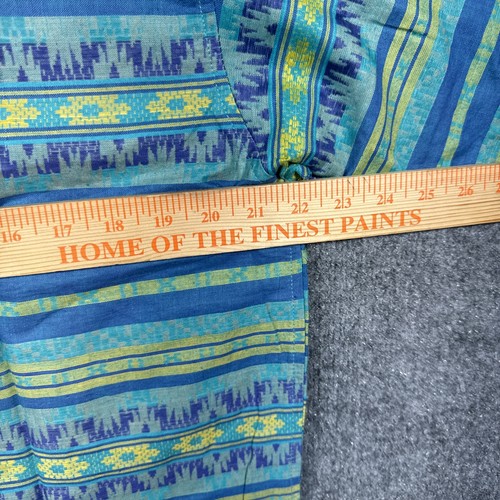 16 17 18 19 20 21 22 23 24 25 26
HOME OF THE FINEST PAINTS